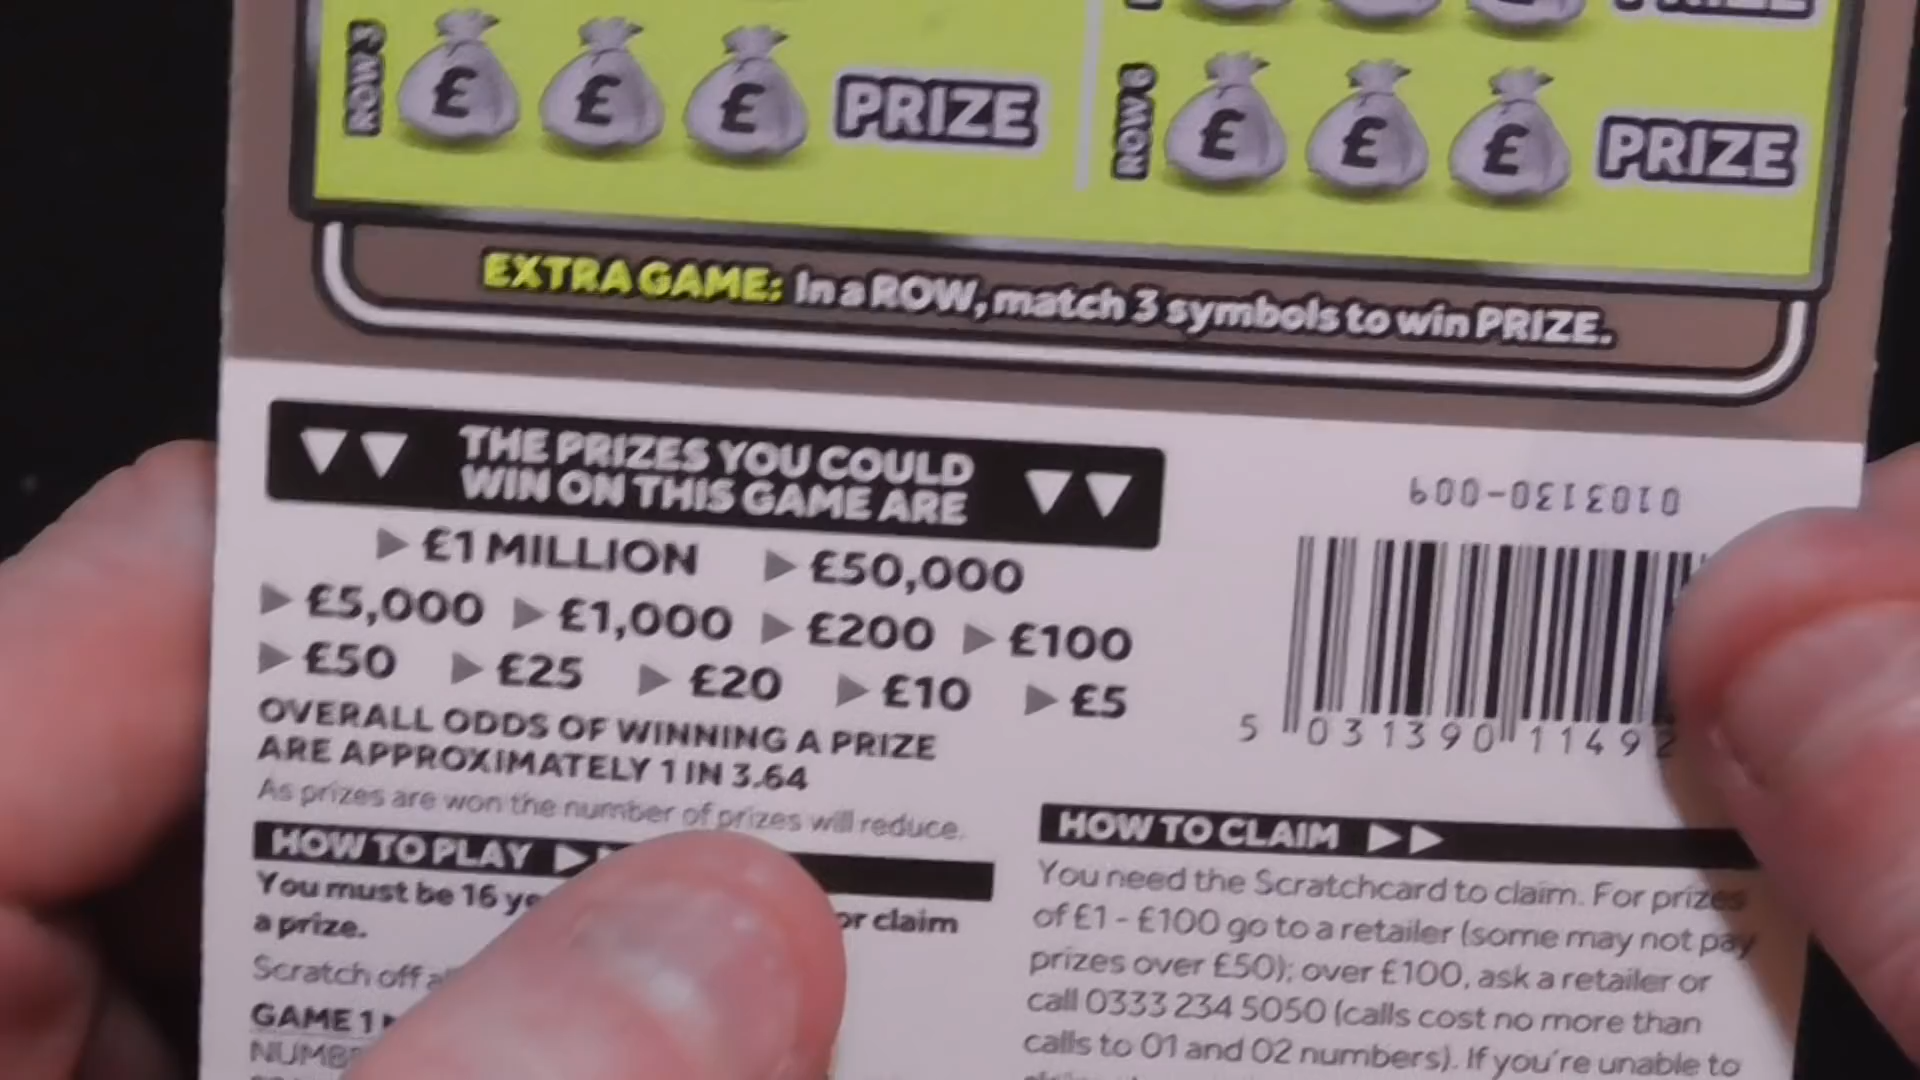 ROW 3 £ £ £ PRIZE
ROW 6 £ £ £ PRIZE
EXTRA GAME: In a ROW, match 3 symbols to win PRIZE.
THE PRIZES YOU COULD
WIN ON THIS GAME ARE
£1 MILLION £50,000
£5,000 £1,000 £200 £100
£50 £25 £20 £10 £5
OVERALL ODDS OF WINNING A PRIZE
ARE APPROXIMATELY 1 IN 3.64
As prizes are won the number of prizes will reduce.
HOW TO PLAY
You must be 16 or claim
a prize.
Scratch off
GAME 1
0103130-009
5 031390 11492
HOW TO CLAIM
You need the Scratchcard to claim. For prizes
of £1 - £100 go to a retailer (some may not pay
prizes over £50); over £100, ask a retailer or
call 0333 234 5050 (calls cost no more than
calls to 01 and 02 numbers). If you're unable to